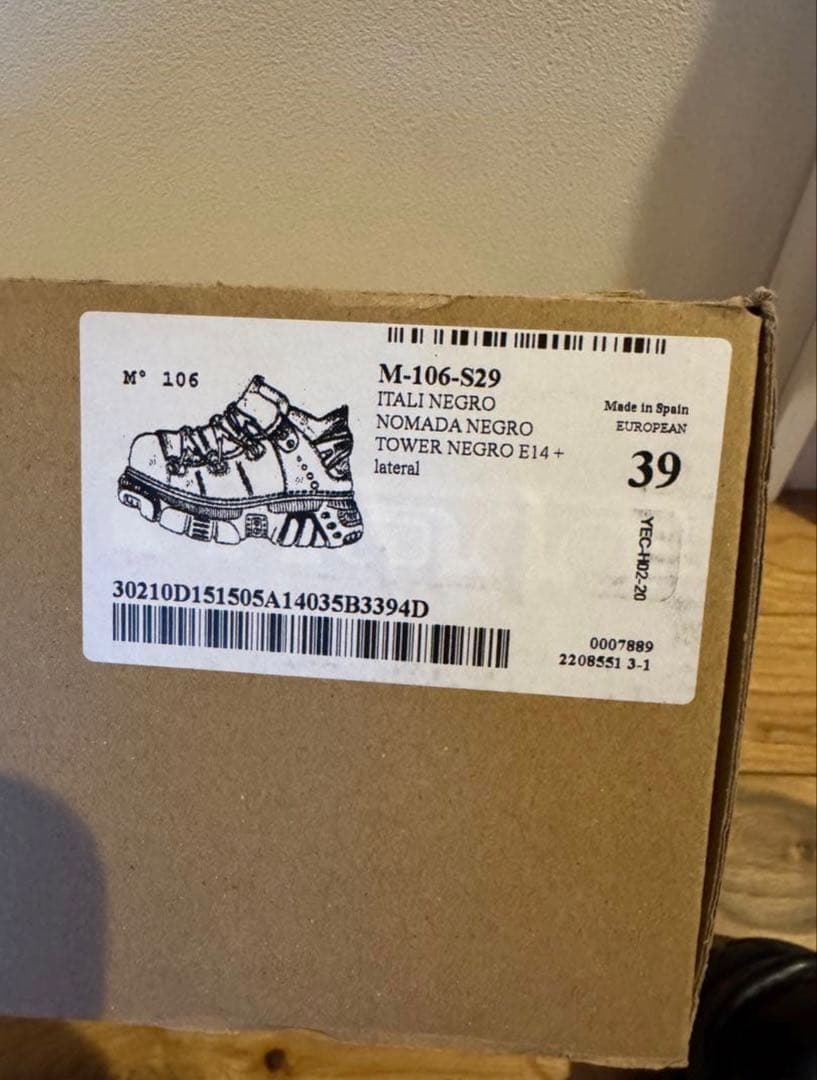 Mº 106
M-106-S29
ITALI NEGRO
NOMADA NEGRO
TOWER NEGRO E14 +
lateral
Made in Spain
EUROPEAN
39
YEC-H02-20
30210D151505A14035B3394D
0007889
2208551 3-1